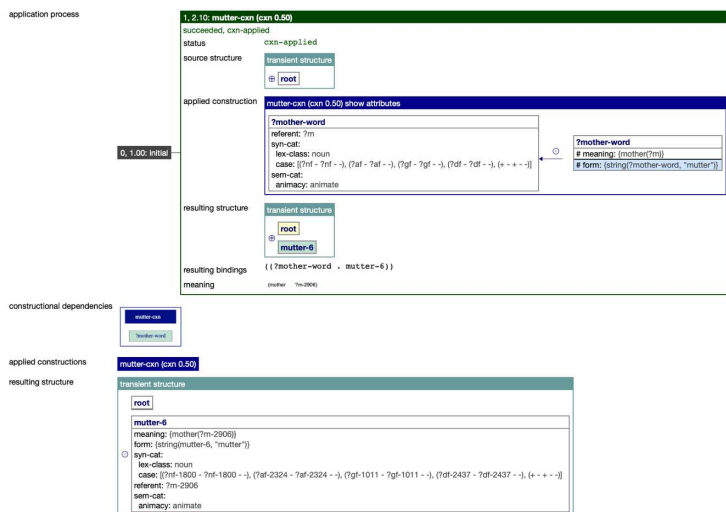 application process
1, 2.10: mutter-cxn (cxn 0.50)
succeeded, cxn-applied
status cxn-applied
source structure transient structure
root
applied construction mutter-cxn (cxn 0.50) show attributes
?mother-word
referent: ?m
syn-cat:
lex-class: noun
case: [(?nf - ?nf - -), (?af - ?af - -), (?gf - ?gf - -), (?df - ?df - -), (+ - + - -)]
sem-cat:
animacy: animate
?mother-word
# meaning: {mother(?m)}
# form: {string(?mother-word, "mutter")}
0, 1.00: initial
resulting structure transient structure
root
mutter-6
resulting bindings ((?mother-word . mutter-6))
meaning (mother ?m-2906)
constructional dependencies
mutter-cxn
?mother-word
applied constructions mutter-cxn (cxn 0.50)
resulting structure transient structure
root
mutter-6
meaning: {mother(?m-2906)}
form: {string(mutter-6, "mutter")}
syn-cat:
lex-class: noun
case: [(?nf-1800 - ?nf-1800 - -), (?af-2324 - ?af-2324 - -), (?gf-1011 - ?gf-1011 - -), (?df-2437 - ?df-2437 - -), (+ - + - -)]
referent: ?m-2906
sem-cat:
animacy: animate